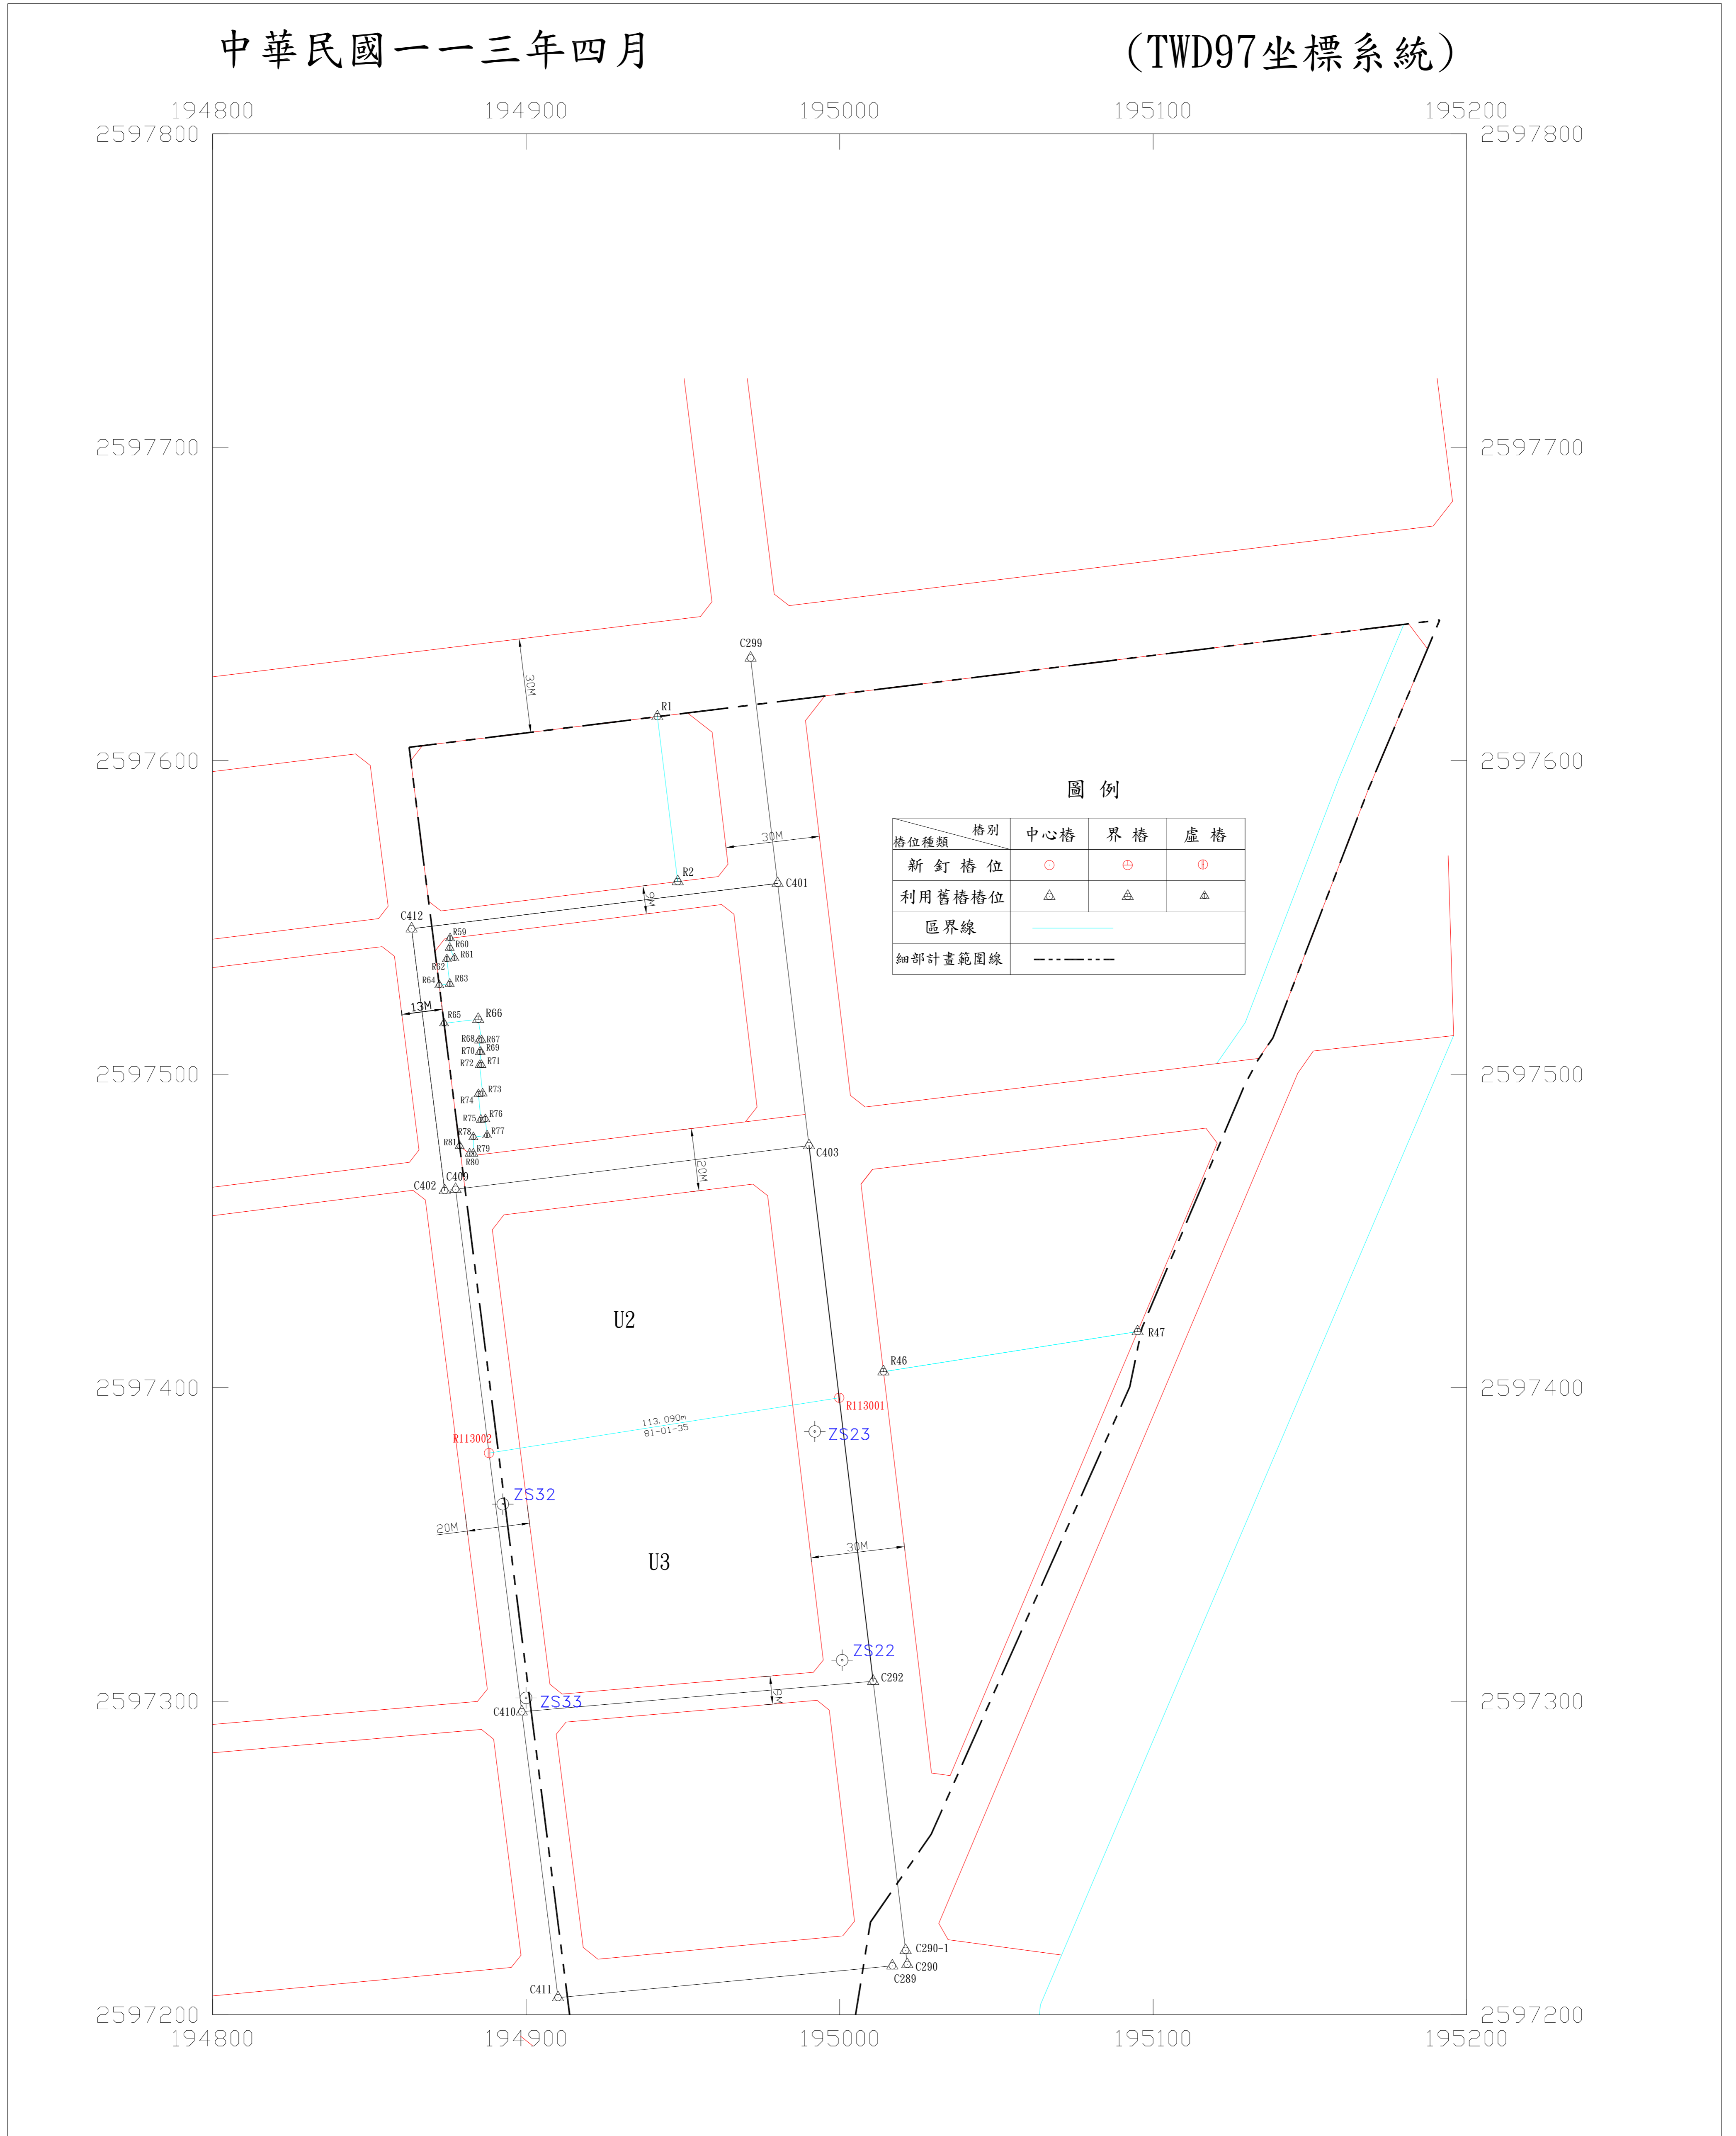 中華民國一一三年四月
(TWD97坐標系統)
194800 194900 195000 195100 195200
2597800 2597800
2597700 2597700
C299
30M
R1
2597600 2597600
圖 例
樁別 中心樁 界 樁 虛 樁
樁位種類
30M
新 釘 樁 位
R2
C401
利用舊樁樁位
9M
C412
區界線
R59
R60
R61
R62
細部計畫範圍線
R64 R63
13M
R65 R66
R68 R67
R70 R69
R72 R71
2597500 2597500
R74 R73
R75 R76
R78 R77
R81 R79
R80
C403
20M
C402 C409
U2
R47
R46
2597400 2597400
R113001
113.090m
81-01-35
R113002
ZS23
ZS32
20M
30M
U3
ZS22
C292
9M
ZS33
2597300 2597300
C410
C290-1
C290
C289
C411
2597200 2597200
194800 194900 195000 195100 195200